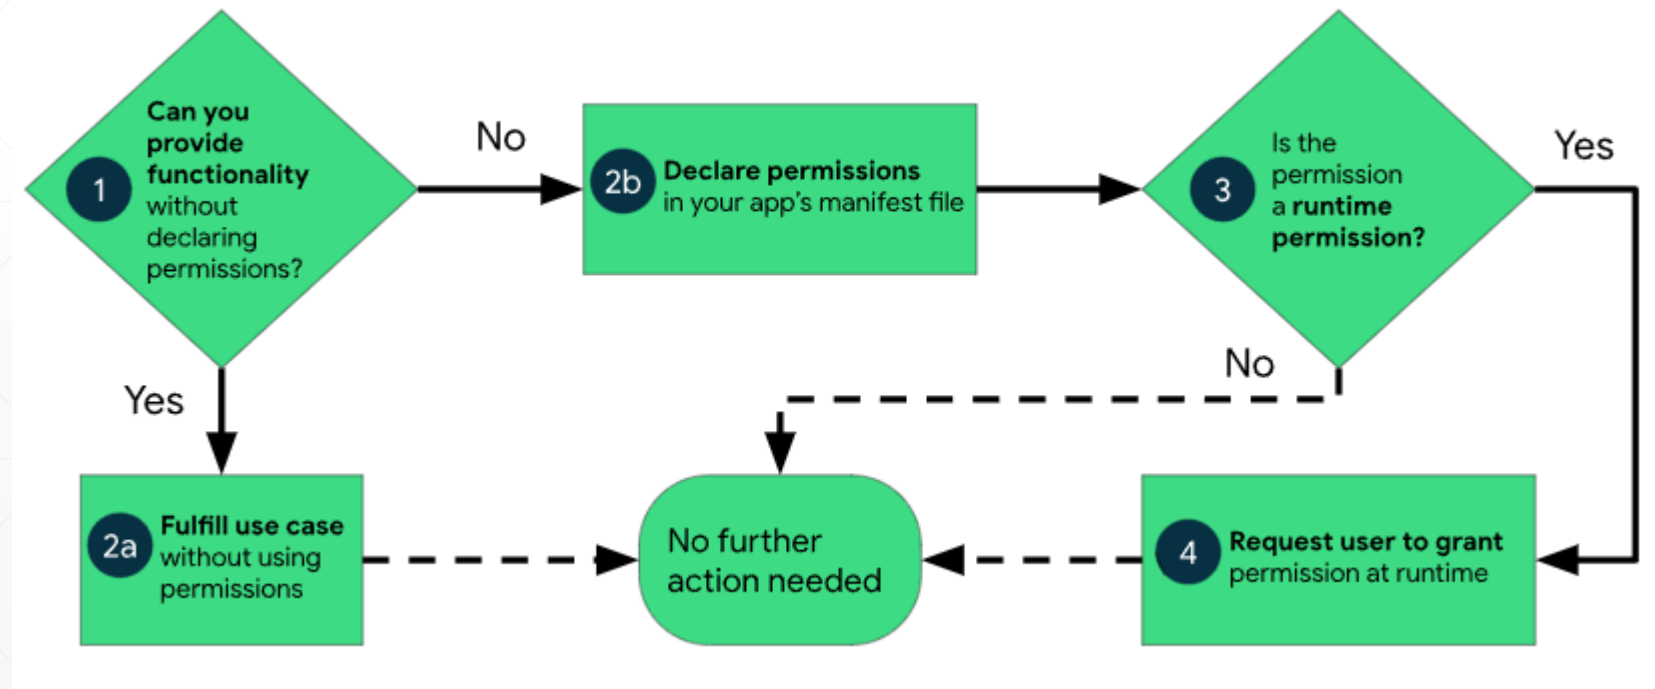 1
Can you
provide
functionality
without
declaring
permissions?
No
2b
Declare permissions
in your app's manifest file
3
Is the
permission
a runtime
permission?
Yes
No
Yes
2a
Fulfill use case
without using
permissions
No further
action needed
4
Request user to grant
permission at runtime